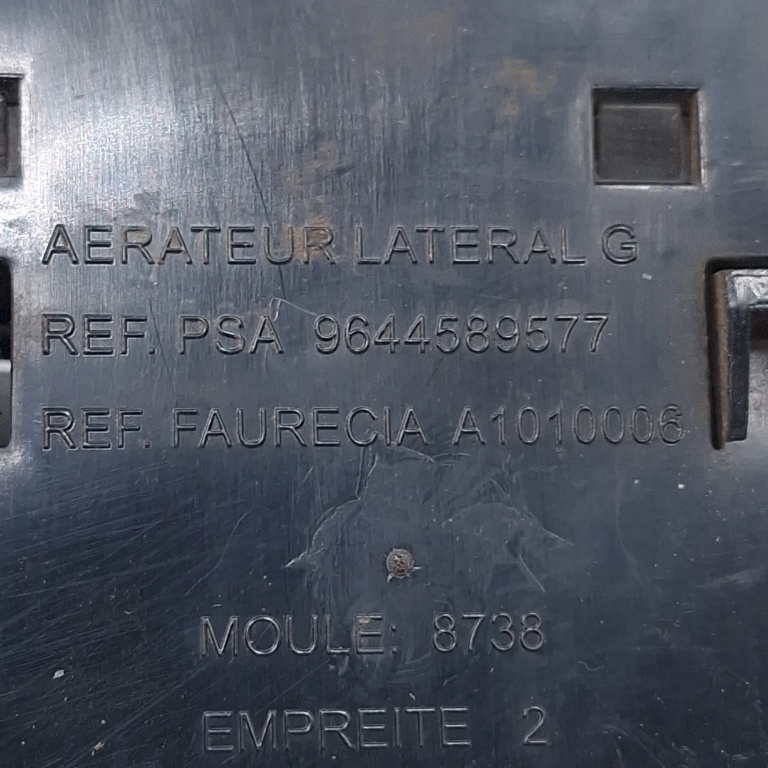 AERATEUR LATERAL G
REF. PSA 9644589577
REF. FAURECIA A1010006
MOULE: 8738
EMPREITE 2